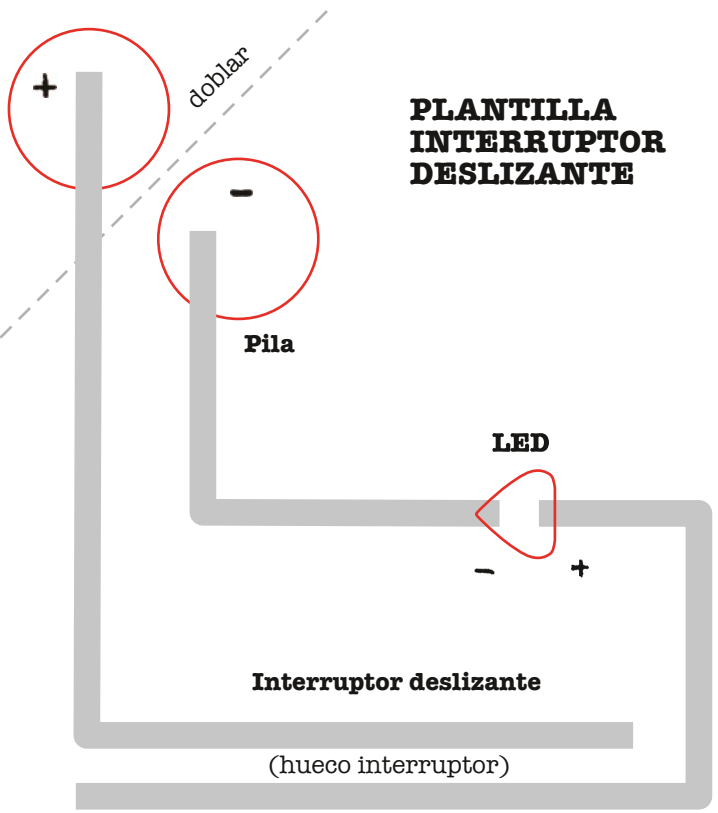 +
doblar
PLANTILLA
INTERRUPTOR
DESLIZANTE
-
Pila
LED
- +
Interruptor deslizante
(hueco interruptor)